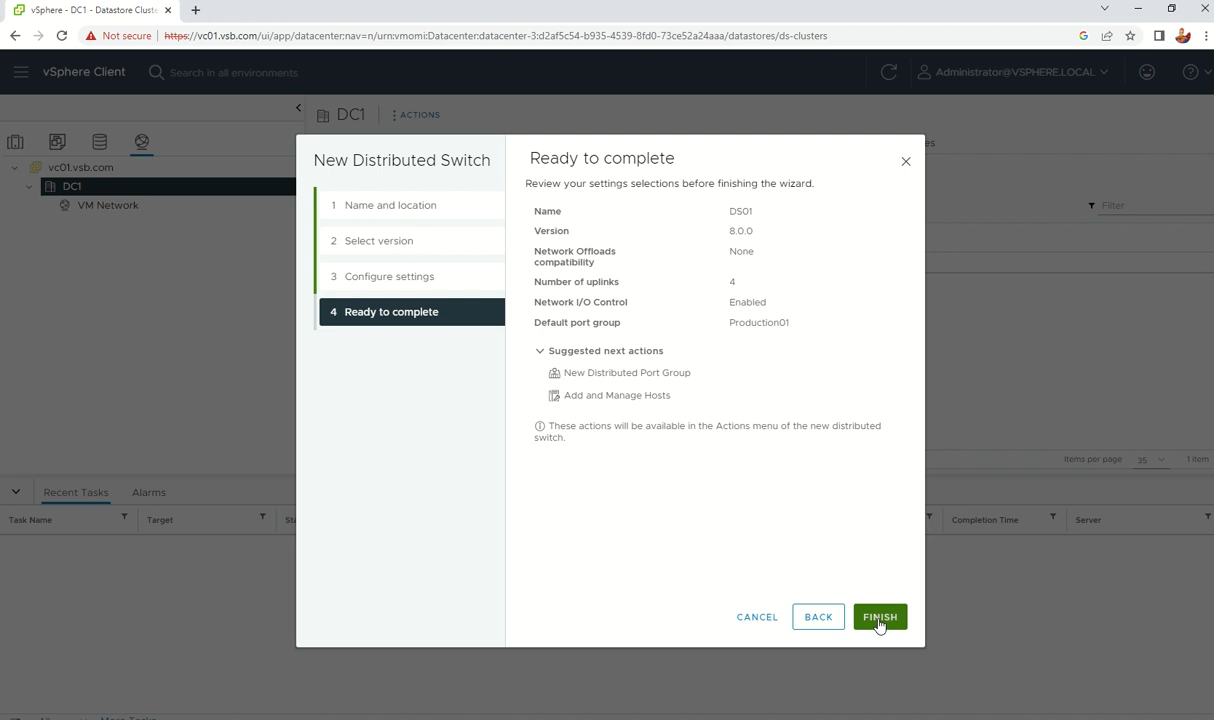 vSphere - DC1 - Datastore Cluste
Not secure
https://vc01.vsb.com/ui/app/datacenter;nav=n/urn:vmomi:Datacenter:datacenter-3:d2af5c54-b935-4539-8fd0-73ce52a24aaa/datastores/ds-clusters
vSphere Client
Search in all environments
Administrator@VSPHERE.LOCAL
DC1
ACTIONS
vc01.vsb.com
DC1
VM Network
New Distributed Switch
1 Name and location
2 Select version
3 Configure settings
4 Ready to complete
Ready to complete
Review your settings selections before finishing the wizard.
Name DS01
Version 8.0.0
Network Offloads
compatibility
None
Number of uplinks 4
Network I/O Control Enabled
Default port group Production01
Suggested next actions
New Distributed Port Group
Add and Manage Hosts
These actions will be available in the Actions menu of the new distributed
switch.
CANCEL BACK FINISH
Filter
Items per page 35 1 item
Recent Tasks Alarms
Task Name Target Completion Time Server